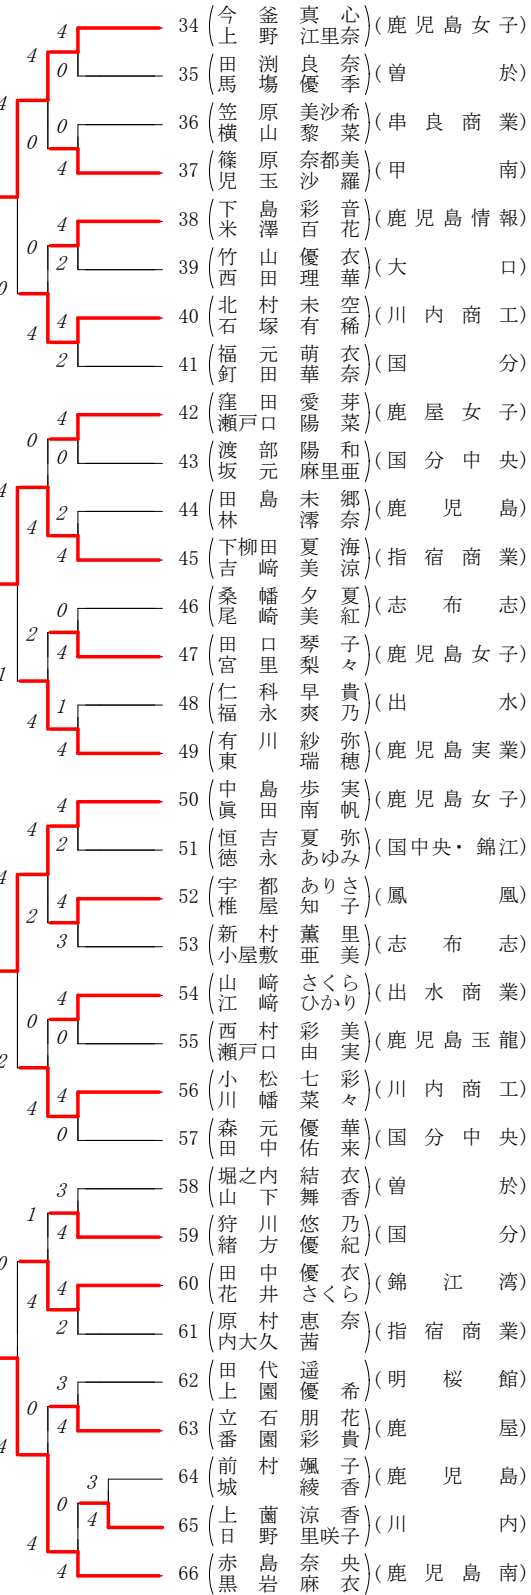 34 今釜真心 上野江里奈 (鹿児島女子)
35 田渕良奈 馬場優季 (曽於)
36 笠原美沙希 横山黎菜 (串良商業)
37 篠原奈都美 児玉沙羅 (甲南)
38 下島彩音 米澤百花 (鹿児島情報)
39 竹山優衣 西田理華 (大口)
40 北村未空 石塚有稀 (川内商工)
41 福元萌衣 釘田華奈 (国分)
42 窪田愛芽 瀬戸口陽菜 (鹿屋女子)
43 渡部陽和 坂元麻里亜 (国分中央)
44 田島未郷 林澪奈 (鹿児島)
45 下柳田夏海 吉﨑美涼 (指宿商業)
46 桑幡夕夏 尾崎美紅 (志布志)
47 田口琴子 宮里梨々 (鹿児島女子)
48 仁科早貴 福永爽乃 (出水)
49 有川紗弥 東瑞穂 (鹿児島実業)
50 中島歩実 眞田南帆 (鹿児島女子)
51 恒吉夏弥 徳永あゆみ (国中央・錦江)
52 宇都ありさ 椎屋知子 (鳳凰)
53 新村薫里 小屋敷亜美 (志布志)
54 山﨑さくら 江﨑ひかり (出水商業)
55 西村彩美 瀬戸口由実 (鹿児島玉龍)
56 小松七彩 川幡菜々 (川内商工)
57 森元優華 田中佑来 (国分中央)
58 堀之内結衣 山下舞香 (曽於)
59 狩川悠乃 緒方優紀 (国分)
60 田中優衣 花井さくら (錦江湾)
61 原村恵奈 内大久茜 (指宿商業)
62 田代遥 上園優希 (明桜館)
63 立石朋花 番園彩貴 (鹿屋)
64 前村颯子 城綾香 (鹿児島)
65 上薗涼香 日野里咲子 (川内)
66 赤島奈央 黒岩麻衣 (鹿児島南)
4
0
0
4
4
0
4
2
0
4
4
2
4
0
0
4
2
4
4
0
4
2
4
1
4
4
2
4
2
4
3
4
0
0
4
4
0
3
4
1
4
4
2
3
4
0
3
4
0
4
4